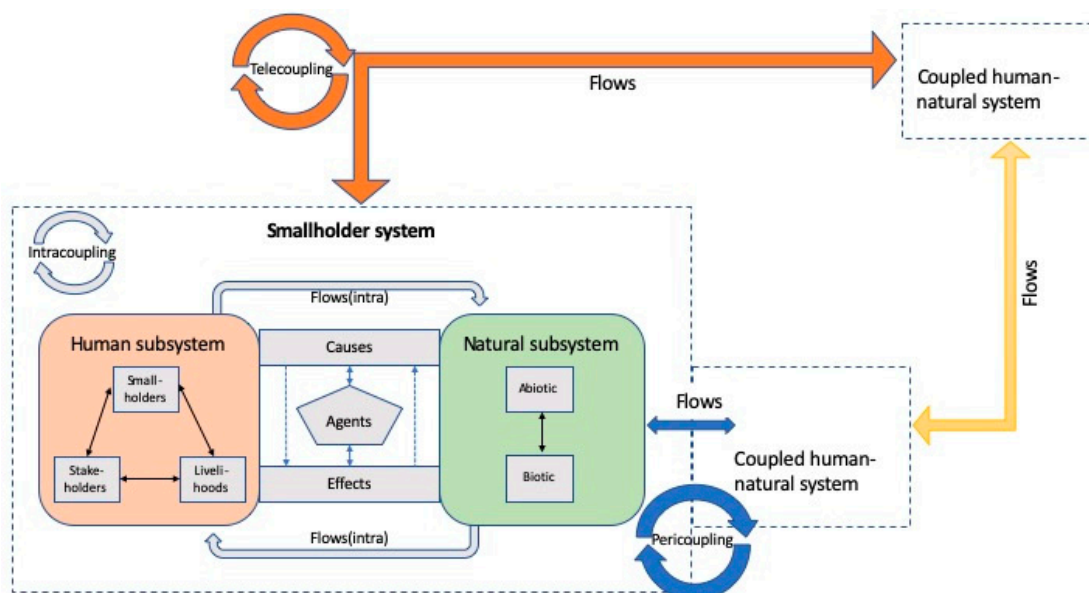 Telecoupling
Flows
Coupled human-
natural system
Smallholder system
Intracoupling
Flows(intra)
Human subsystem
Causes
Natural subsystem
Small-
holders
Abiotic
Agents
Flows
Flows
Stake-
holders
Liveli-
hoods
Effects
Biotic
Coupled human-
natural system
Flows(intra)
Pericoupling